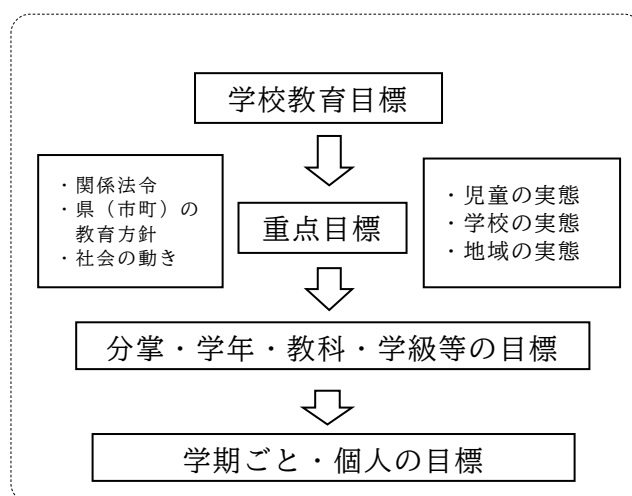 学校教育目標
・関係法令
・県（市町）の
教育方針
・社会の動き
重点目標
・児童の実態
・学校の実態
・地域の実態
分掌・学年・教科・学級等の目標
学期ごと・個人の目標